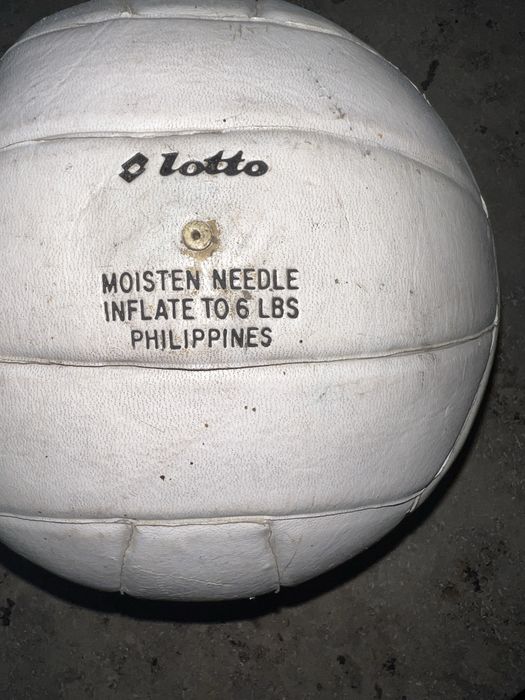 lotto
MOISTEN NEEDLE
INFLATE TO 6 LBS
PHILIPPINES